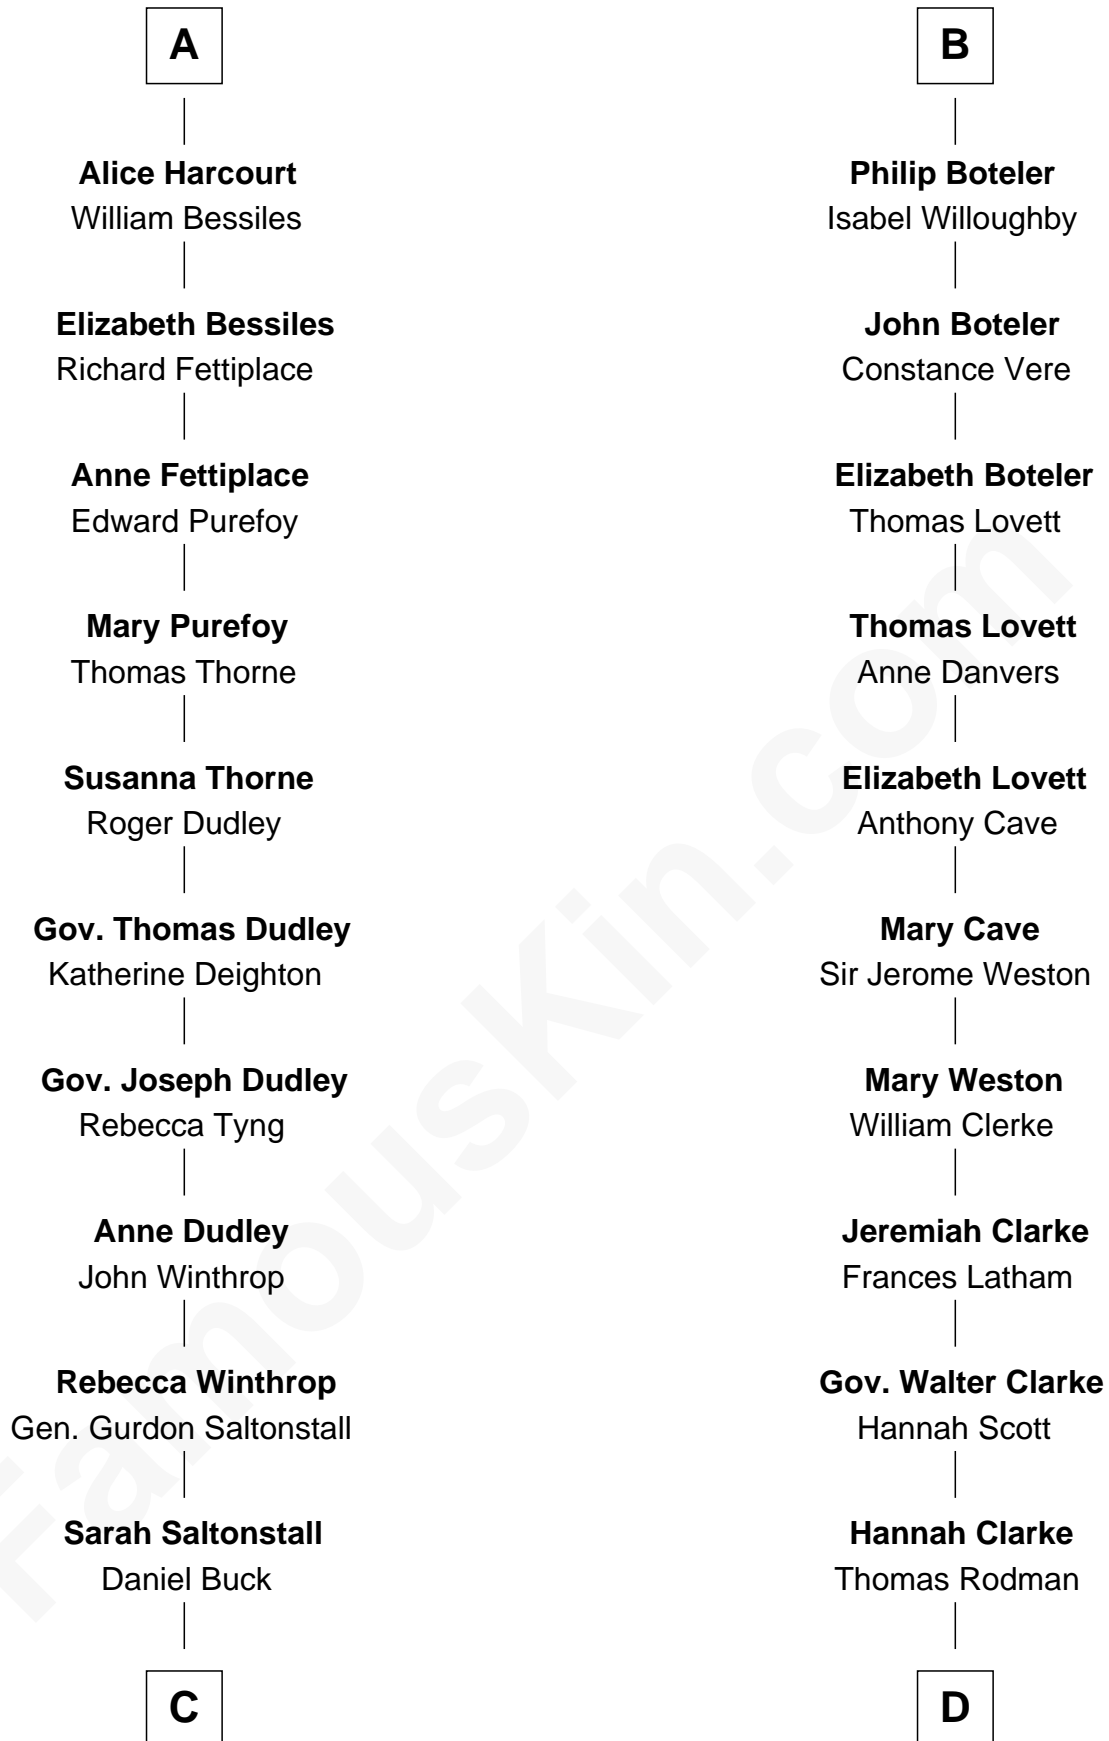 A
Alice Harcourt
William Bessiles
Elizabeth Bessiles
Richard Fettiplace
Anne Fettiplace
Edward Purefoy
Mary Purefoy
Thomas Thorne
Susanna Thorne
Roger Dudley
Gov. Thomas Dudley
Katherine Deighton
Gov. Joseph Dudley
Rebecca Tyng
Anne Dudley
John Winthrop
Rebecca Winthrop
Gen. Gurdon Saltonstall
Sarah Saltonstall
Daniel Buck
C
B
Philip Boteler
Isabel Willoughby
John Boteler
Constance Vere
Elizabeth Boteler
Thomas Lovett
Thomas Lovett
Anne Danvers
Elizabeth Lovett
Anthony Cave
Mary Cave
Sir Jerome Weston
Mary Weston
William Clerke
Jeremiah Clarke
Frances Latham
Gov. Walter Clarke
Hannah Scott
Hannah Clarke
Thomas Rodman
D
FamousKin.com